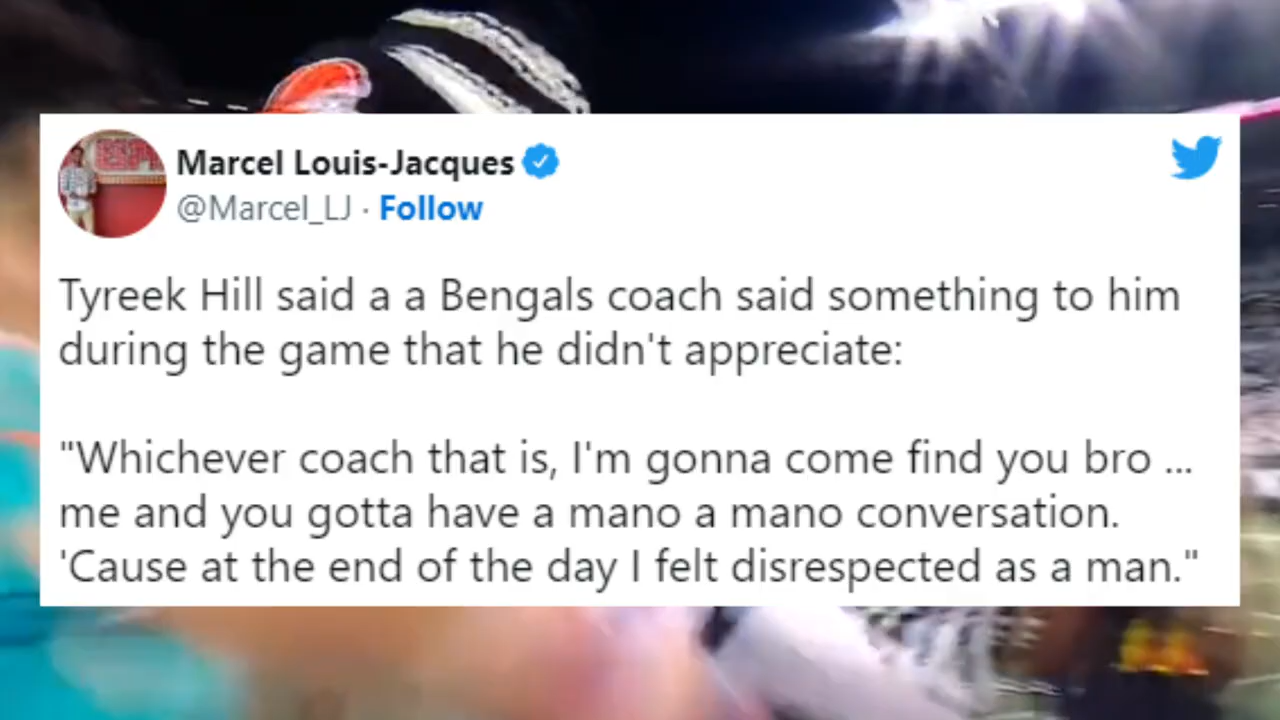 Marcel Louis-Jacques
@Marcel_LJ · Follow
Tyreek Hill said a a Bengals coach said something to him
during the game that he didn't appreciate:
"Whichever coach that is, I'm gonna come find you bro ...
me and you gotta have a mano a mano conversation.
'Cause at the end of the day I felt disrespected as a man."